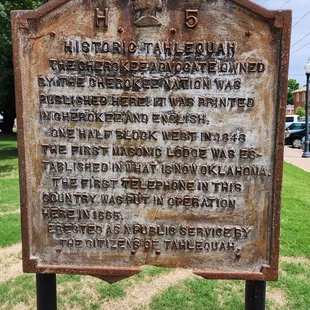 H 5
HISTORIC TAHLEQUAH
THE CHEROKEE ADVOCATE OWNED
BY THE CHEROKEE NATION WAS
PUBLISHED HERE. IT WAS PRINTED
IN CHEROKEE AND ENGLISH.
ONE HALF BLOCK WEST IN 1848
THE FIRST MASONIC LODGE WAS ES-
TABLISHED IN WHAT IS NOW OKLAHOMA.
THE FIRST TELEPHONE IN THIS
COUNTRY WAS PUT IN OPERATION
HERE IN 1885.
ERECTED AS A PUBLIC SERVICE BY
THE CITIZENS OF TAHLEQUAH.